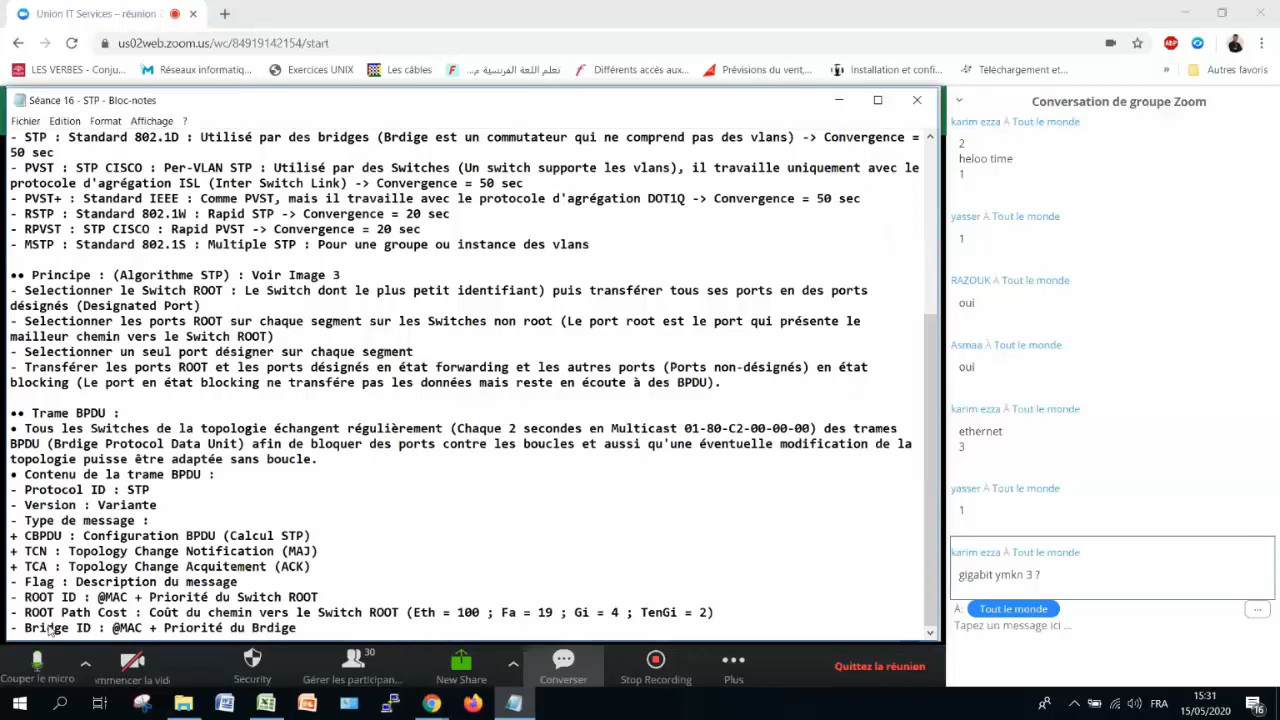 Union IT Services – réunion
us02web.zoom.us/wc/84919142154/start
LES VERBES - Conju...
Réseaux informatiq...
Exercices UNIX
Les câbles
تعلم اللغة الفرنسية م...
Différents accès aux...
Prévisions du vent,...
Installation et confi...
Téléchargement et...
»
Autres favoris
Séance 16 - STP - Bloc-notes
Fichier Edition Format Affichage ?
- STP : Standard 802.1D : Utilisé par des bridges (Brdige est un commutateur qui ne comprend pas des vlans) -> Convergence =
50 sec
- PVST : STP CISCO : Per-VLAN STP : Utilisé par des Switches (Un switch supporte les vlans), il travaille uniquement avec le
protocole d'agrégation ISL (Inter Switch Link) -> Convergence = 50 sec
- PVST+ : Standard IEEE : Comme PVST, mais il travaille avec le protocole d'agrégation DOT1Q -> Convergence = 50 sec
- RSTP : Standard 802.1W : Rapid STP -> Convergence = 20 sec
- RPVST : STP CISCO : Rapid PVST -> Convergence = 20 sec
- MSTP : Standard 802.1S : Multiple STP : Pour une groupe ou instance des vlans
•• Principe : (Algorithme STP) : Voir Image 3
- Selectionner le Switch ROOT : Le Switch dont de plus petit identifiant) puis transférer tous ses ports en des ports
désignés (Designated Port)
- Selectionner les ports ROOT sur chaque segment sur les Switches non root (Le port root est le port qui présente le
mailleur chemin vers le Switch ROOT)
- Selectionner un seul port désigner sur chaque segment
- Transférer les ports ROOT et les ports désignés en état forwarding et les autres ports (Ports non-désignés) en état
blocking (Le port en état blocking ne transfére pas les données mais reste en écoute à des BPDU).
•• Trame BPDU :
• Tous les Switches de la topologie échangent régulièrement (Chaque 2 secondes en Multicast 01-80-C2-00-00-00) des trames
BPDU (Brdige Protocol Data Unit) afin de bloquer des ports contre les boucles et aussi qu'une éventuelle modification de la
topologie puisse être adaptée sans boucle.
• Contenu de la trame BPDU :
- Protocol ID : STP
- Version : Variante
- Type de message :
+ CBPDU : Configuration BPDU (Calcul STP)
+ TCN : Topology Change Notification (MAJ)
+ TCA : Topology Change Acquitement (ACK)
- Flag : Description du message
- ROOT ID : @MAC + Priorité du Switch ROOT
- ROOT Path Cost : Coût du chemin vers le Switch ROOT (Eth = 100 ; Fa = 19 ; Gi = 4 ; TenGi = 2)
- Bridge ID : @MAC + Priorité du Brdige
Conversation de groupe Zoom
karim ezza À Tout le monde
2
heloo time
1
yasser À Tout le monde
1
RAZOUK À Tout le monde
oui
Asmaa À Tout le monde
oui
karim ezza À Tout le monde
ethernet
3
yasser À Tout le monde
1
karim ezza À Tout le monde
gigabit ymkn 3 ?
À: Tout le monde ...
Tapez un message ici ...
30
Couper le micro
mmencer la vid
Security
Gérer les participan...
New Share
Converser
Stop Recording
Plus
Quittez la réunion
FRA
15:31
15/05/2020
16